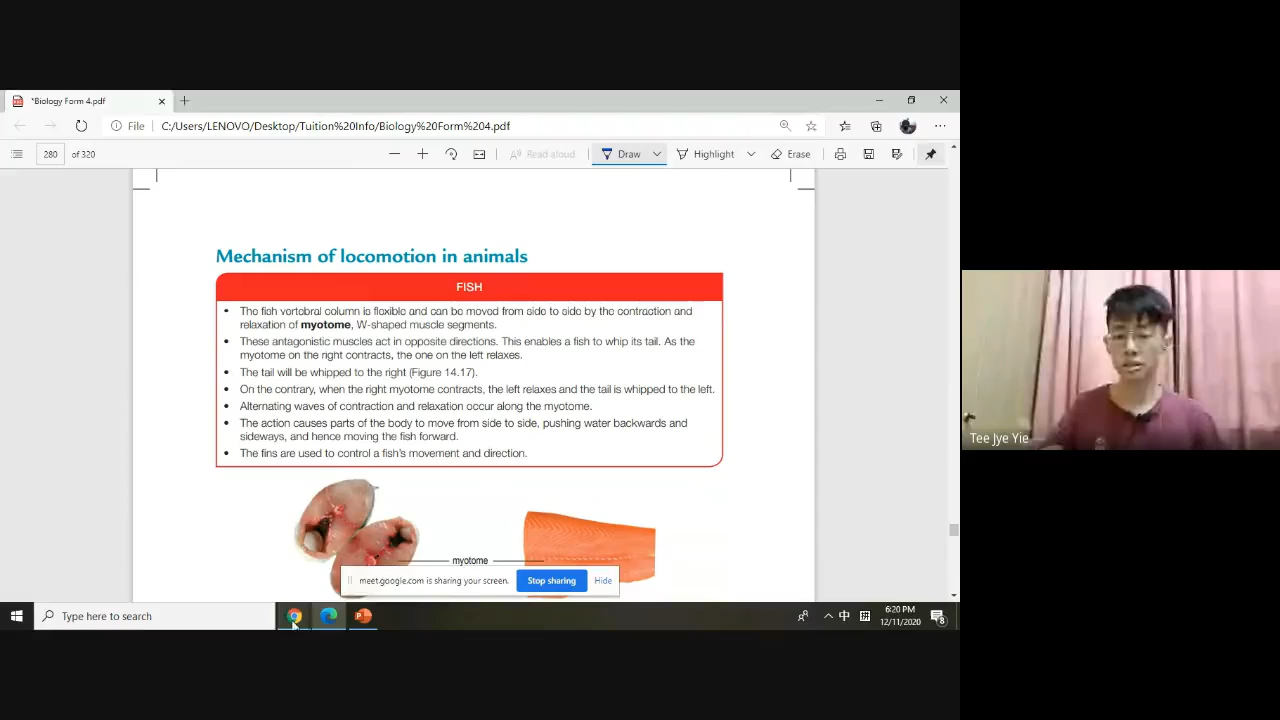 *Biology Form 4.pdf
File
C:/Users/LENOVO/Desktop/Tuition%20Info/Biology%20Form%204.pdf
280 of 320
Read aloud
Draw
Highlight
Erase
Mechanism of locomotion in animals
FISH
• The fish vertebral column is flexible and can be moved from side to side by the contraction and
relaxation of myotome, W-shaped muscle segments.
• These antagonistic muscles act in opposite directions. This enables a fish to whip its tail. As the
myotome on the right contracts, the one on the left relaxes.
• The tail will be whipped to the right (Figure 14.17).
• On the contrary, when the right myotome contracts, the left relaxes and the tail is whipped to the left.
• Alternating waves of contraction and relaxation occur along the myotome.
• The action causes parts of the body to move from side to side, pushing water backwards and
sideways, and hence moving the fish forward.
• The fins are used to control a fish's movement and direction.
myotome
meet.google.com is sharing your screen.
Stop sharing
Hide
Tee Jye Yie
Type here to search
中
6:20 PM
12/11/2020
8